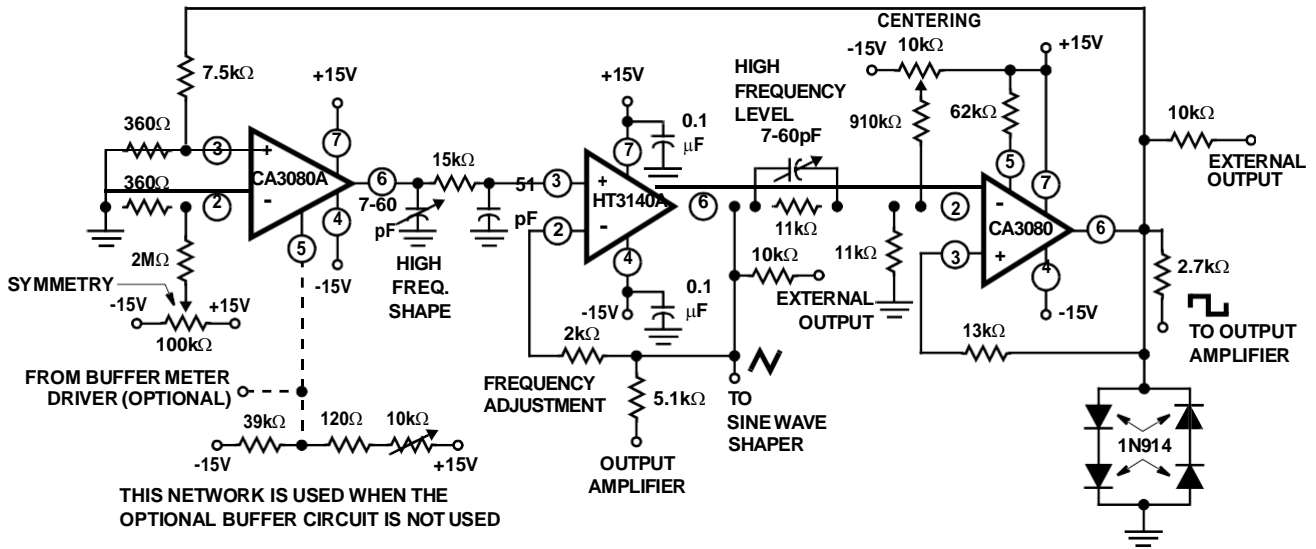 CENTERING
-15V
10kΩ
+15V
7.5kΩ
+15V
+15V
HIGH
FREQUENCY
LEVEL
7-60pF
0.1
µF
910kΩ
62kΩ
10kΩ
EXTERNAL
OUTPUT
360Ω
3
+
7
CA3080A
6
15kΩ
51
pF
3
+
7
HT3140A
6
5
7
360Ω
2
-
4
7-60
pF
2
-
11kΩ
2
-
CA3080
6
5
4
10kΩ
11kΩ
3
+
4
2.7kΩ
2MΩ
-15V
HIGH
FREQ.
SHAPE
-15V
0.1
µF
EXTERNAL
OUTPUT
-15V
TO OUTPUT
AMPLIFIER
SYMMETRY
-15V
+15V
100kΩ
2kΩ
13kΩ
FROM BUFFER METER
DRIVER (OPTIONAL)
FREQUENCY
ADJUSTMENT
5.1kΩ
TO
SINE WAVE
SHAPER
39kΩ
120Ω
10kΩ
-15V
+15V
OUTPUT
AMPLIFIER
1N914
THIS NETWORK IS USED WHEN THE
OPTIONAL BUFFER CIRCUIT IS NOT USED